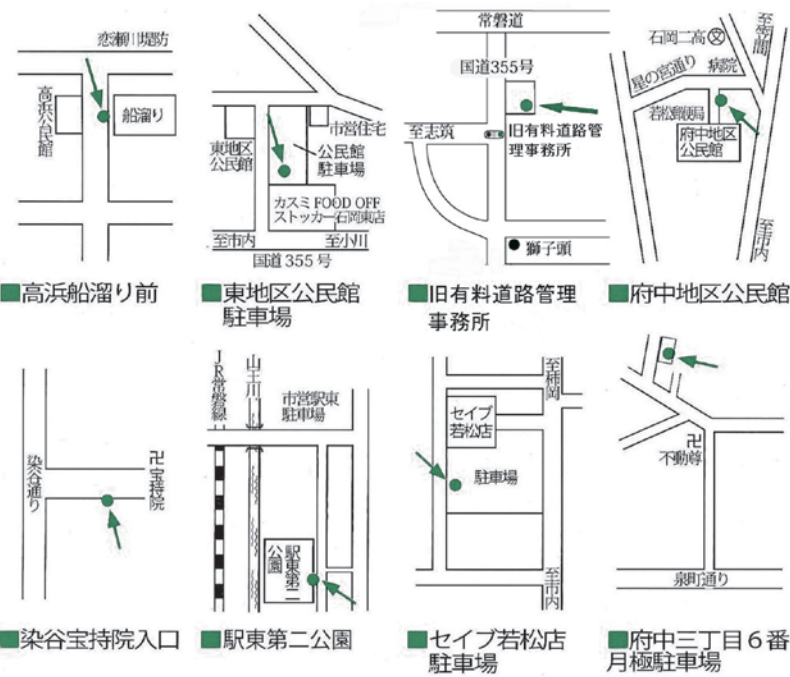 恋瀬川堤防
高浜公民館
船溜り
■高浜船溜り前
市営住宅
東地区
公民館
公民館
駐車場
カスミFOOD OFF
ストッカー石岡東店
至市内
至小川
国道355号
■東地区公民館
駐車場
常磐道
国道355号
至志筑
旧有料道路管
理事務所
獅子頭
■旧有料道路管理
事務所
石岡二高
至笠間
星の宮通り
病院
若松郵便局
府中地区
公民館
至市内
■府中地区公民館
染谷通り
卍宝持院
■染谷宝持院入口
JR常磐線
山王川
市営駅東
駐車場
駅東第二
公園
■駅東第二公園
至柿岡
セイブ
若松店
駐車場
至市内
■セイブ若松店
駐車場
卍
不動尊
泉町通り
■府中三丁目6番
月極駐車場